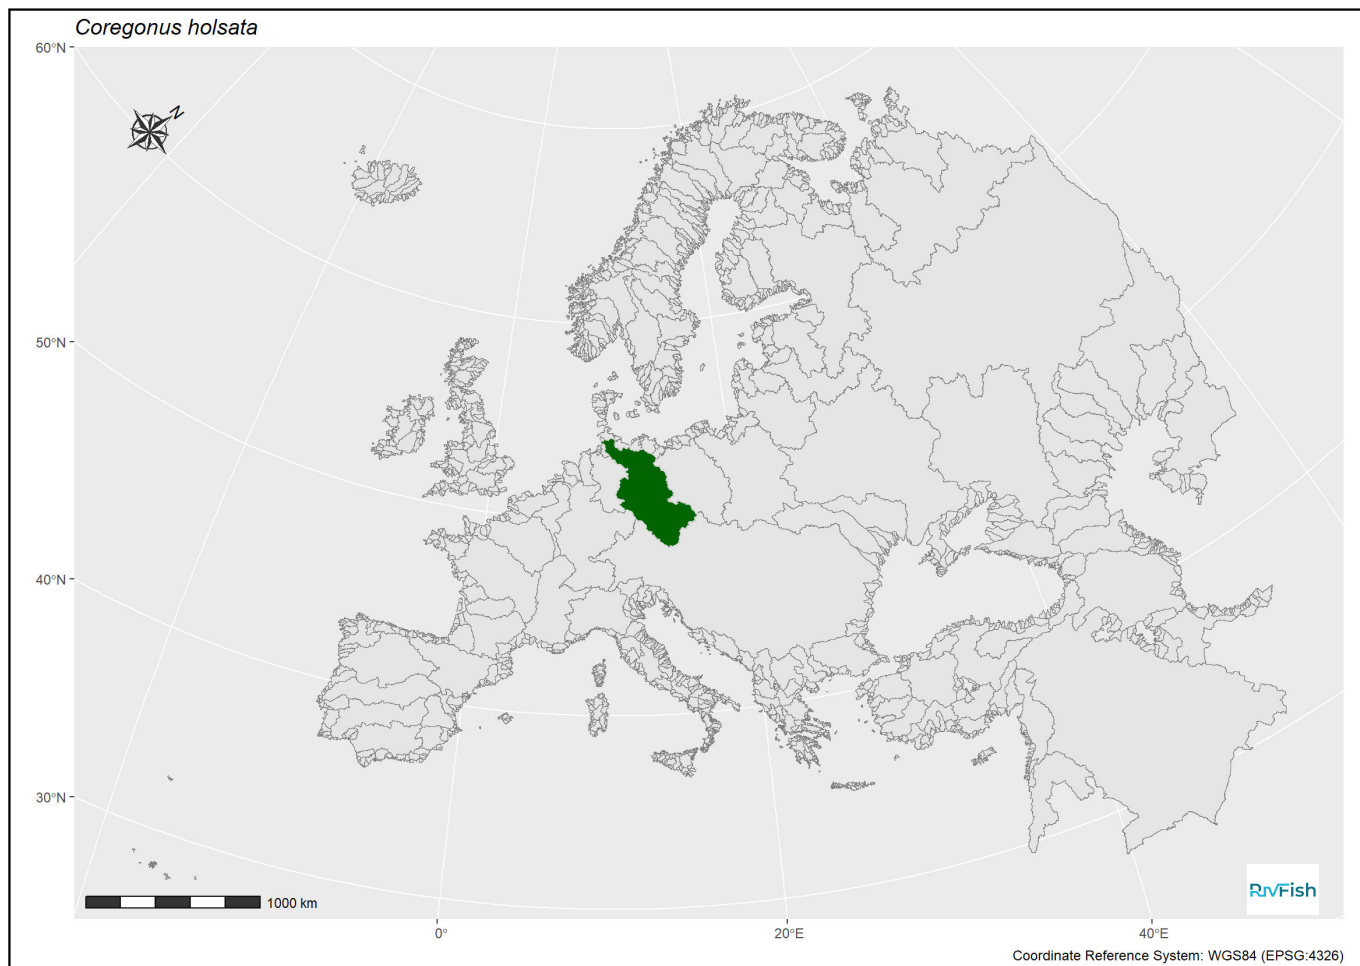 Coregonus holsata
60°N
N
50°N
40°N
30°N
1000 km
RivFish
0°
20°E
40°E
Coordinate Reference System: WGS84 (EPSG:4326)